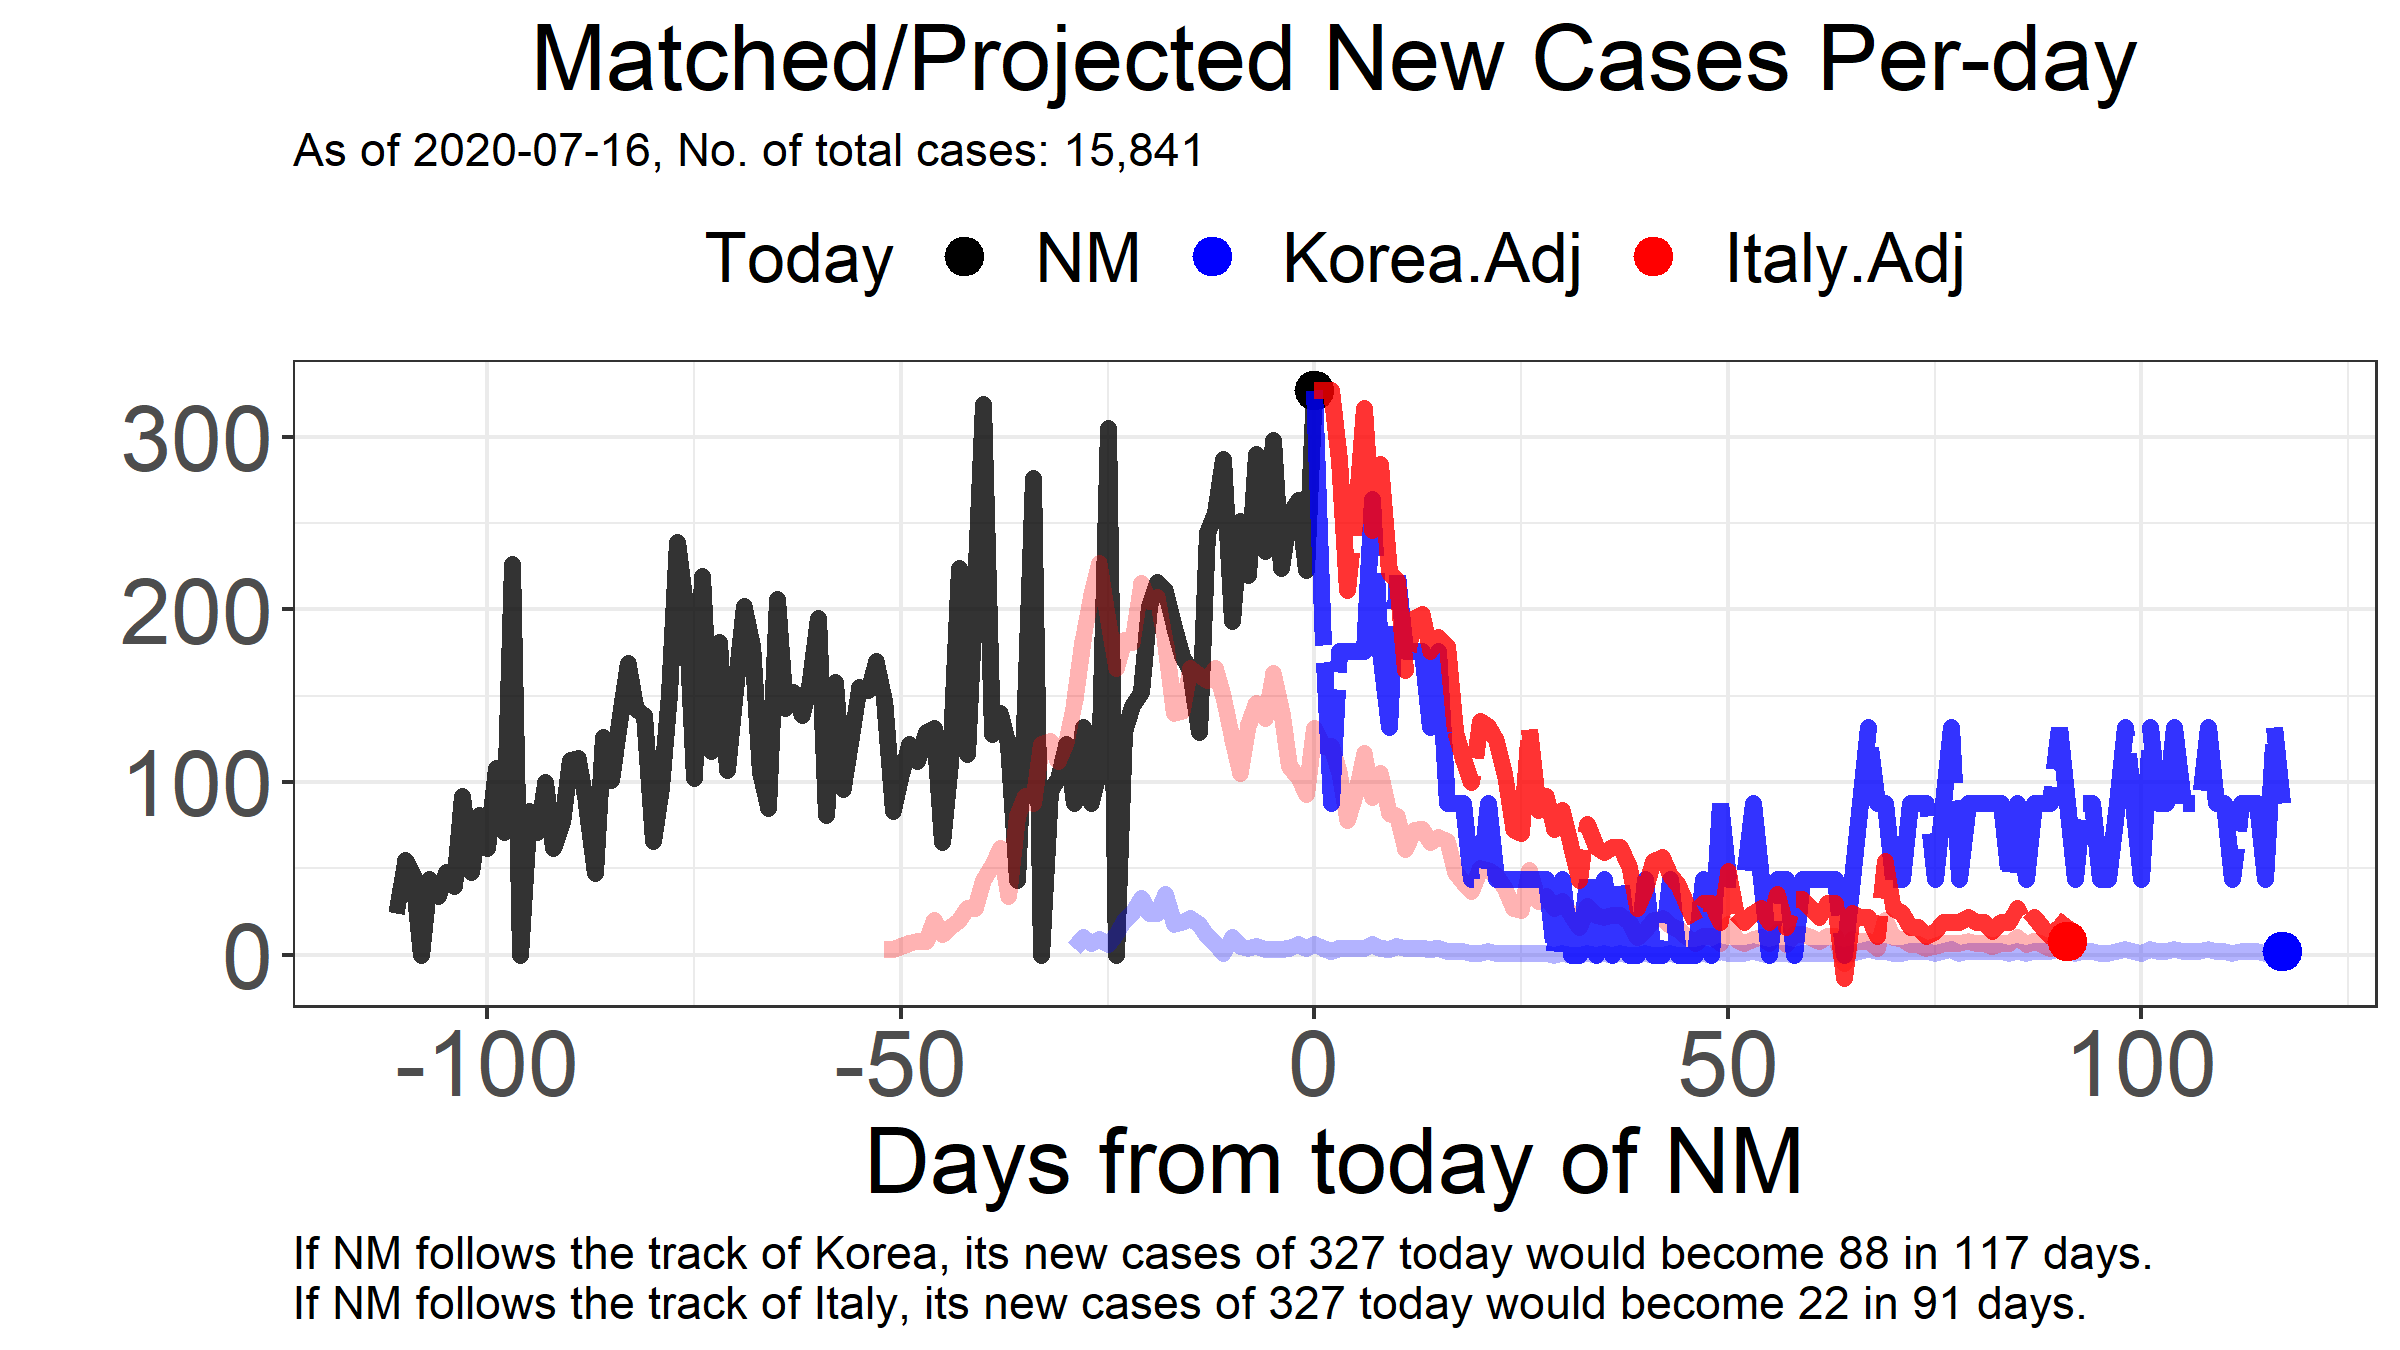 Matched/Projected New Cases Per-day
As of 2020-07-16, No. of total cases: 15,841
Today NM Korea.Adj Italy.Adj
300
200
100
0
-100 -50 0 50 100
Days from today of NM
If NM follows the track of Korea, its new cases of 327 today would become 88 in 117 days.
If NM follows the track of Italy, its new cases of 327 today would become 22 in 91 days.